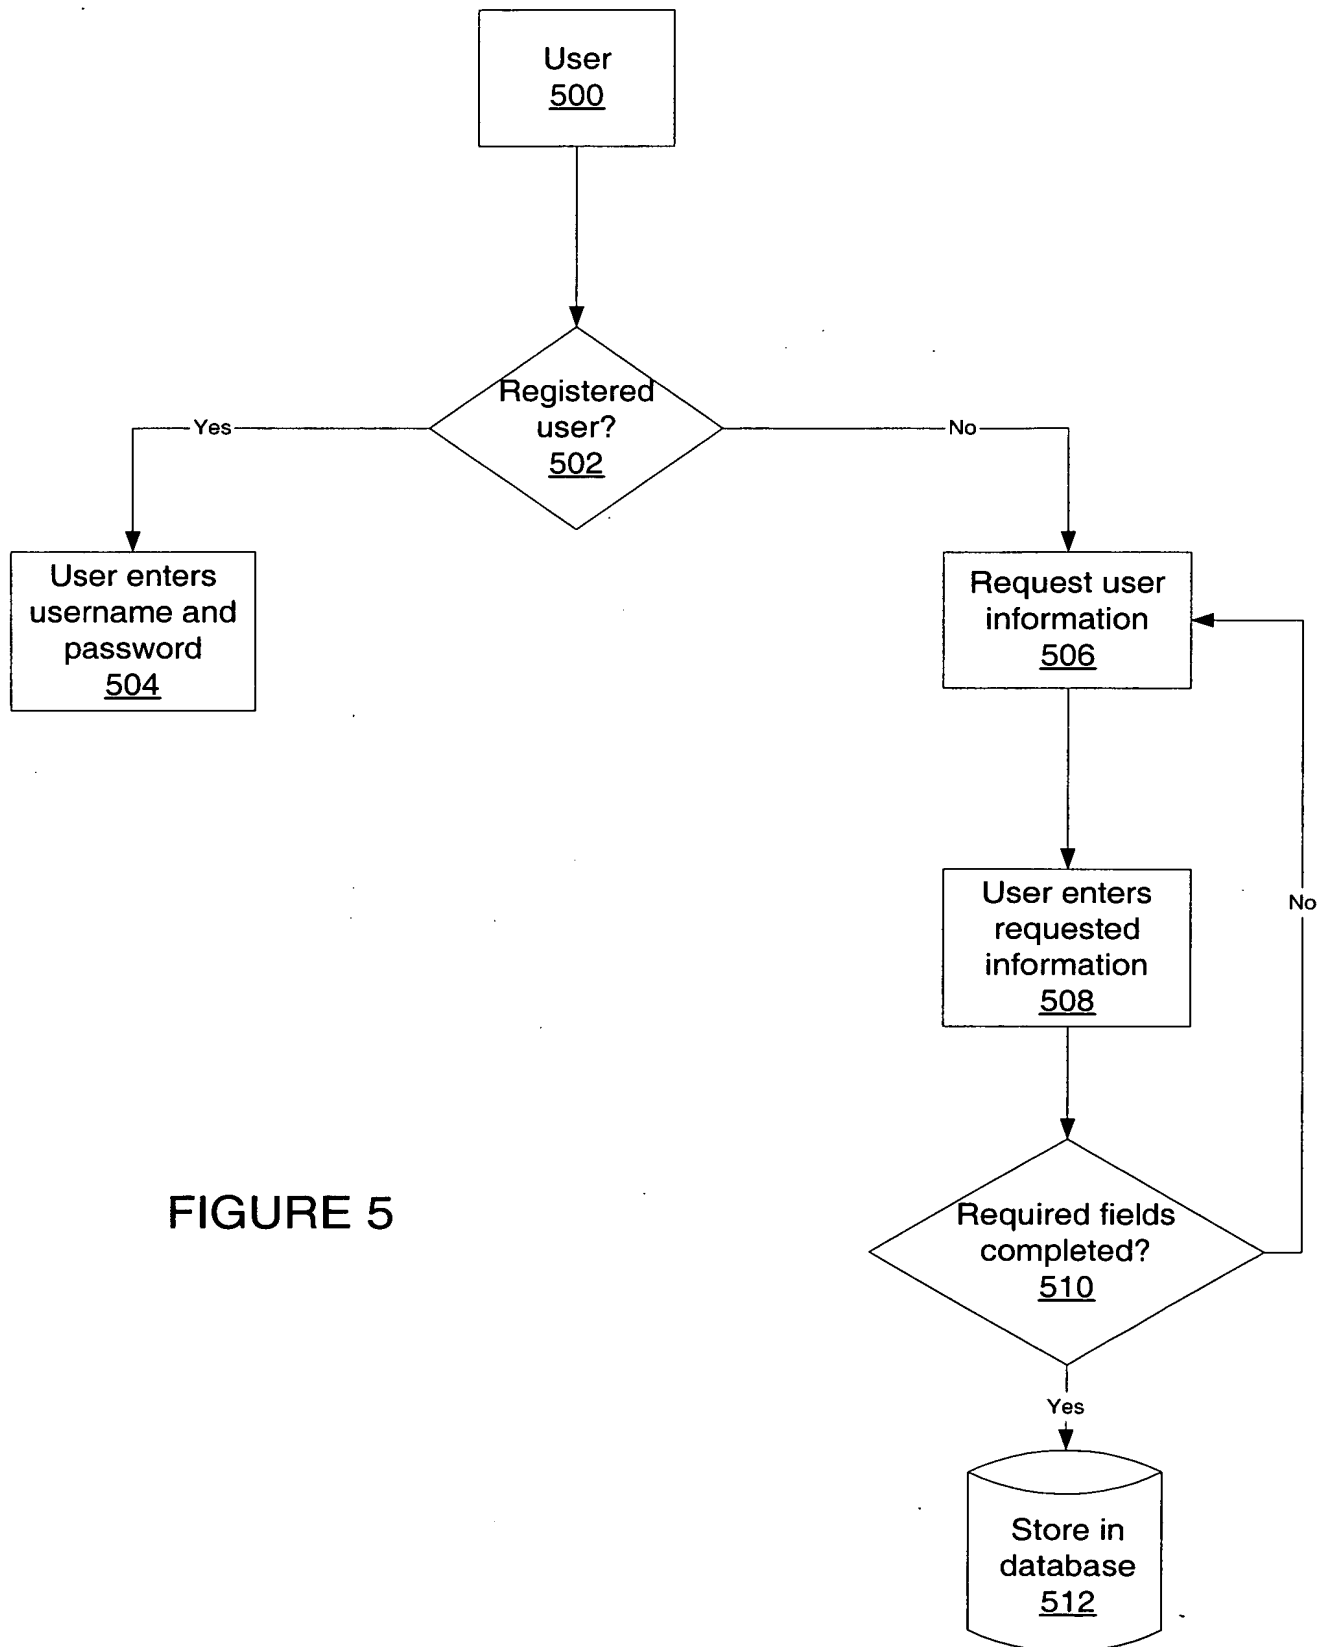 User
500
Registered
user?
502
Yes
No
User enters
username and
password
504
Request user
information
506
User enters
requested
information
508
No
Required fields
completed?
510
FIGURE 5
Yes
Store in
database
512